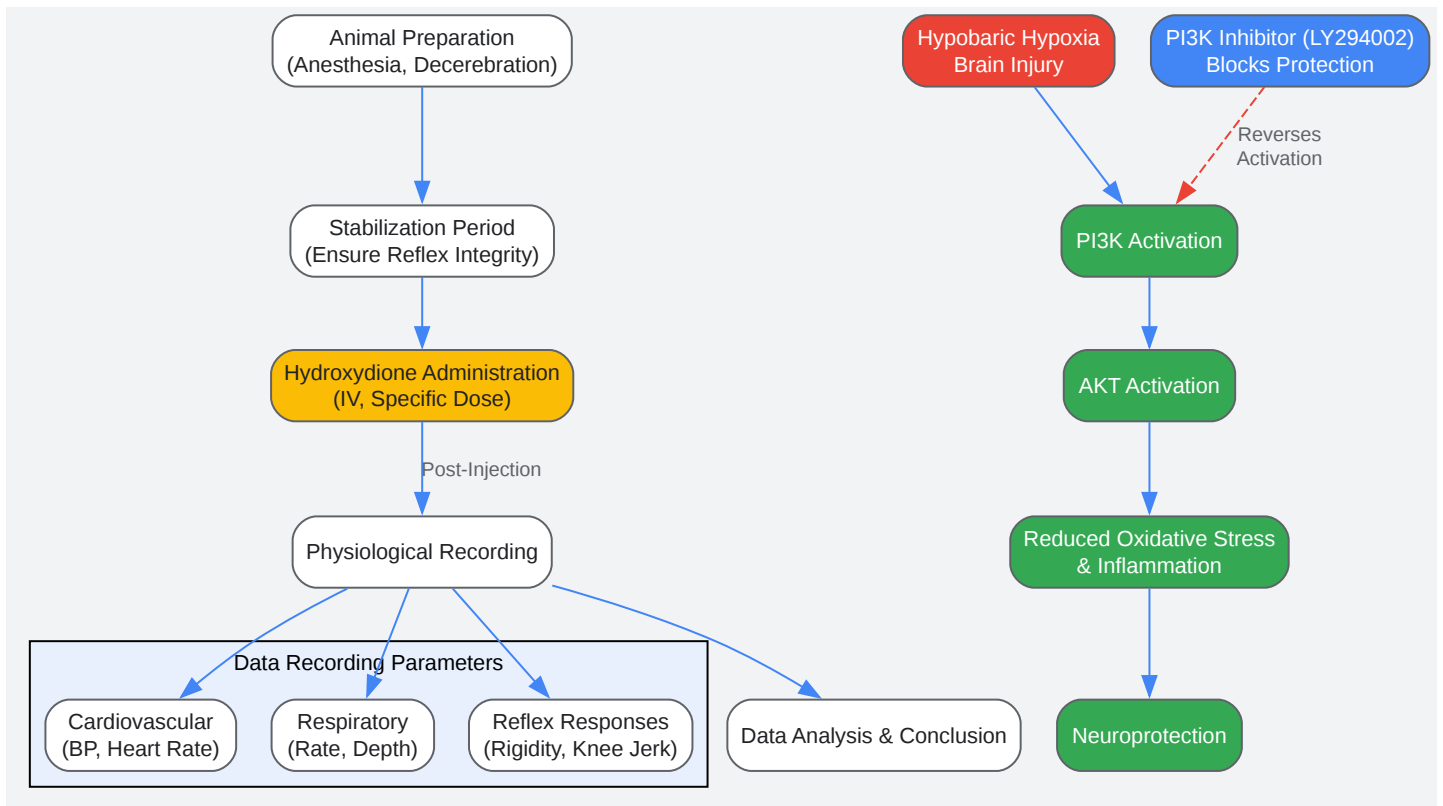 Animal Preparation
(Anesthesia, Decerebration)
Stabilization Period
(Ensure Reflex Integrity)
Hydroxydione Administration
(IV, Specific Dose)
Post-Injection
Physiological Recording
Data Recording Parameters
Cardiovascular
(BP, Heart Rate)
Respiratory
(Rate, Depth)
Reflex Responses
(Rigidity, Knee Jerk)
Data Analysis & Conclusion
Hypobaric Hypoxia
Brain Injury
PI3K Inhibitor (LY294002)
Blocks Protection
Reverses
Activation
PI3K Activation
AKT Activation
Reduced Oxidative Stress
& Inflammation
Neuroprotection